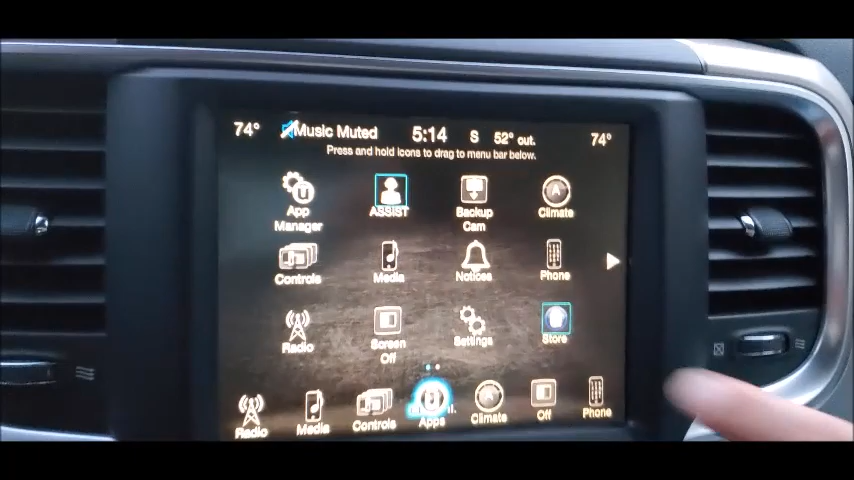 74° Music Muted 5:14 S 52° out. 74°
Press and hold icons to drag to menu bar below.
App Manager
ASSIST
Backup Cam
Climate
Controls
Media
Notices
Phone
Radio
Screen Off
Settings
Store
Radio
Media
Controls
Apps
Climate
Off
Phone